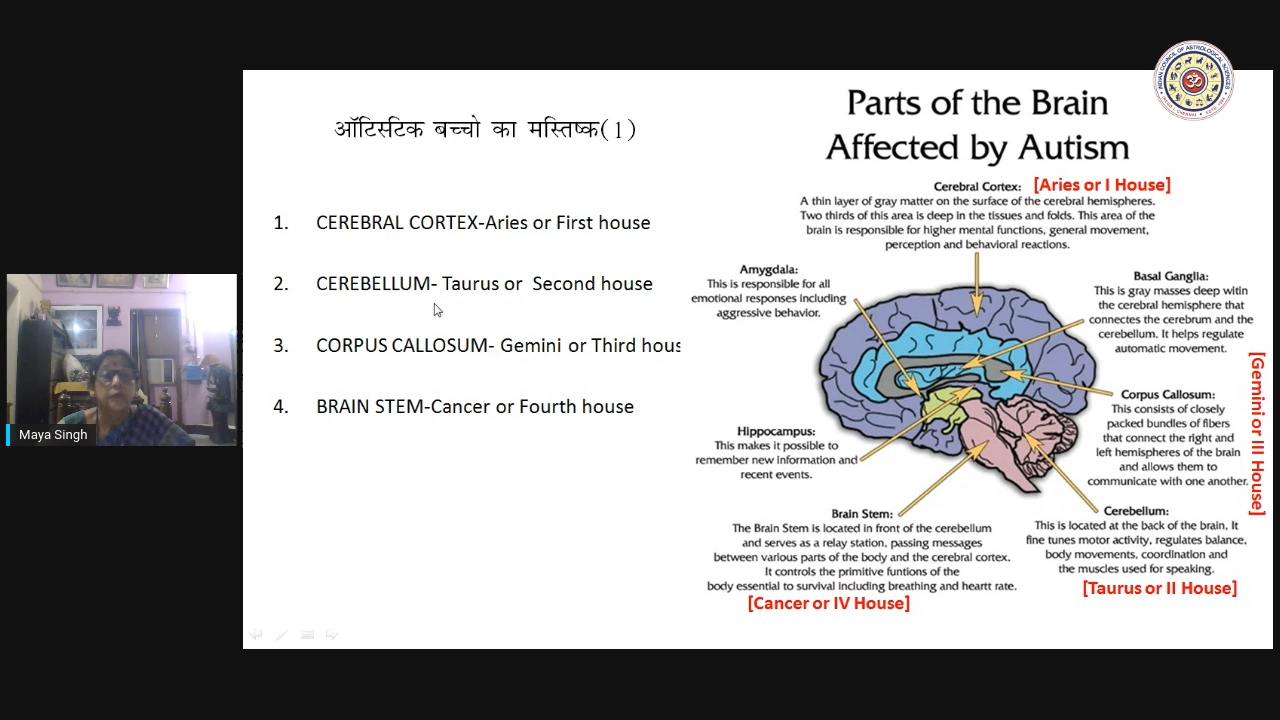 ऑटिस्टिक बच्चो का मस्तिष्क(1)
1. CEREBRAL CORTEX-Aries or First house
2. CEREBELLUM- Taurus or Second house
3. CORPUS CALLOSUM- Gemini or Third hous
4. BRAIN STEM-Cancer or Fourth house
Maya Singh
Parts of the Brain
Affected by Autism
Cerebral Cortex: [Aries or I House]
A thin layer of gray matter on the surface of the cerebral hemispheres.
Two thirds of this area is deep in the tissues and folds. This area of the
brain is responsible for higher mental functions, general movement,
perception and behavioral reactions.
Amygdala:
This is responsible for all
emotional responses including
aggressive behavior.
Basal Ganglia:
This is gray masses deep witin
the cerebral hemisphere that
connectes the cerebrum and the
cerebellum. It helps regulate
automatic movement.
Corpus Callosum:
This consists of closely
packed bundles of fibers
that connect the right and
left hemispheres of the brain
and allows them to
communicate with one another.
[Gemini or III House]
Hippocampus:
This makes it possible to
remember new information and
recent events.
Brain Stem:
The Brain Stem is located in front of the cerebellum
and serves as a relay station, passing messages
between various parts of the body and the cerebral cortex.
It controls the primitive funtions of the
body essential to survival including breathing and heartt rate.
[Cancer or IV House]
Cerebellum:
This is located at the back of the brain. It
fine tunes motor activity, regulates balance,
body movements, coordination and
the muscles used for speaking.
[Taurus or II House]
INDIAN COUNCIL OF ASTROLOGICAL SCIENCES
ॐ